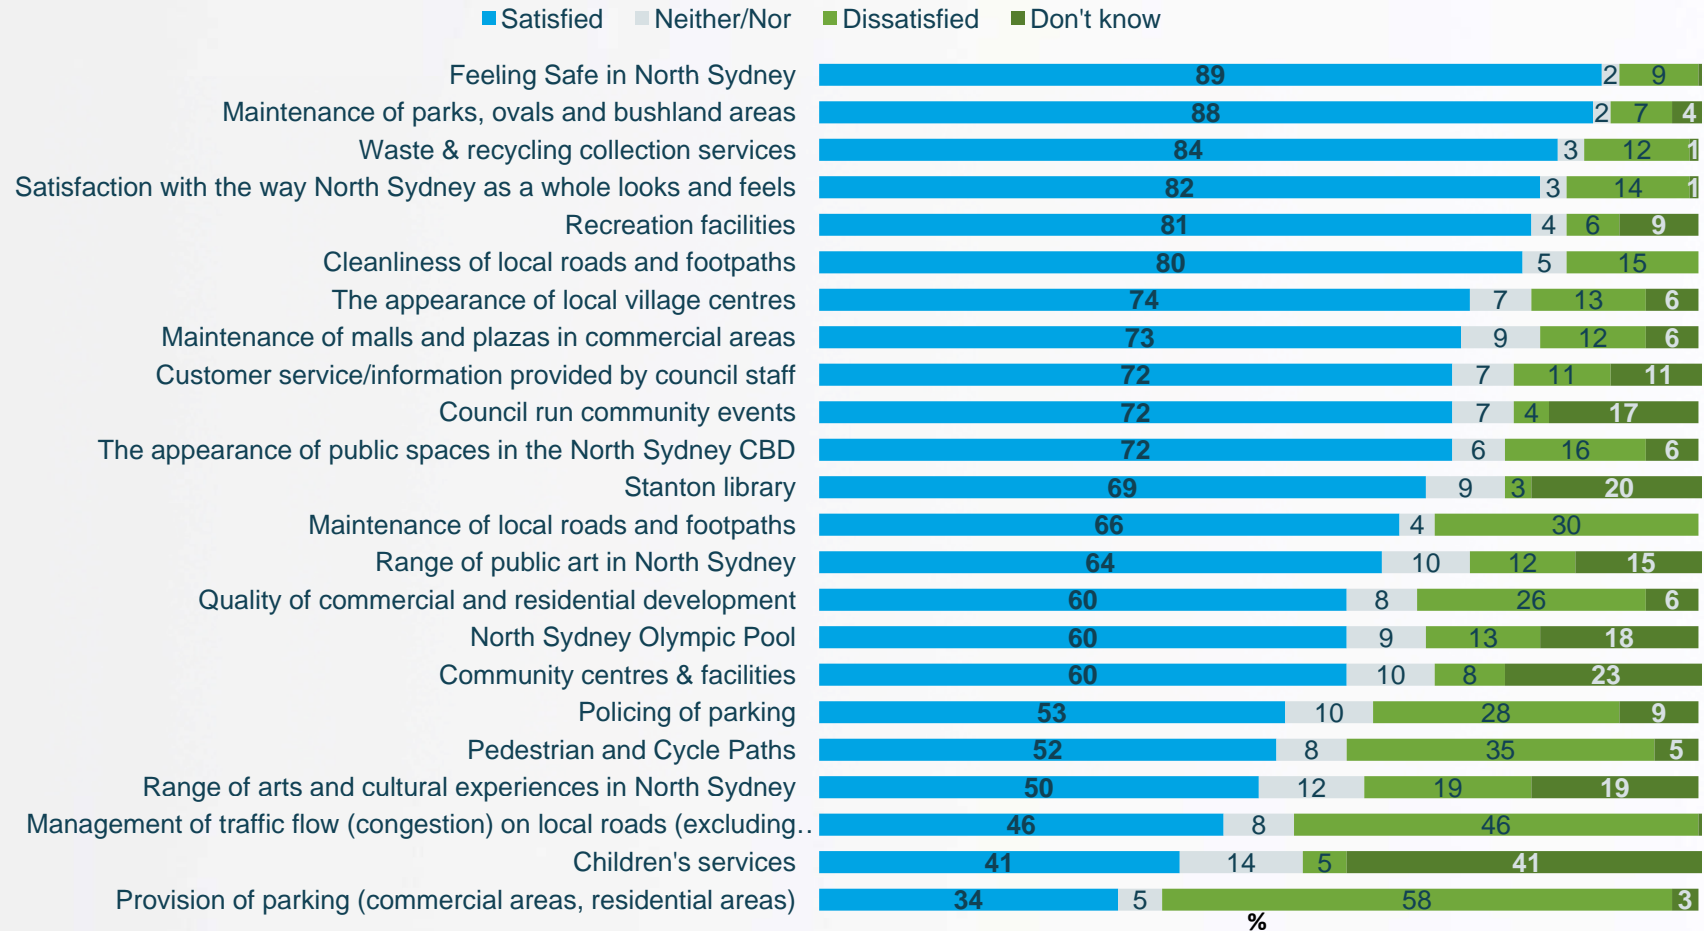 Satisfied Neither/Nor Dissatisfied Don't know
Feeling Safe in North Sydney 89 2 9
Maintenance of parks, ovals and bushland areas 88 2 7 4
Waste & recycling collection services 84 3 12 1
Satisfaction with the way North Sydney as a whole looks and feels 82 3 14 1
Recreation facilities 81 4 6 9
Cleanliness of local roads and footpaths 80 5 15
The appearance of local village centres 74 7 13 6
Maintenance of malls and plazas in commercial areas 73 9 12 6
Customer service/information provided by council staff 72 7 11 11
Council run community events 72 7 4 17
The appearance of public spaces in the North Sydney CBD 72 6 16 6
Stanton library 69 9 3 20
Maintenance of local roads and footpaths 66 4 30
Range of public art in North Sydney 64 10 12 15
Quality of commercial and residential development 60 8 26 6
North Sydney Olympic Pool 60 9 13 18
Community centres & facilities 60 10 8 23
Policing of parking 53 10 28 9
Pedestrian and Cycle Paths 52 8 35 5
Range of arts and cultural experiences in North Sydney 50 12 19 19
Management of traffic flow (congestion) on local roads (excluding.. 46 8 46
Children's services 41 14 5 41
Provision of parking (commercial areas, residential areas) 34 5 58 3
%